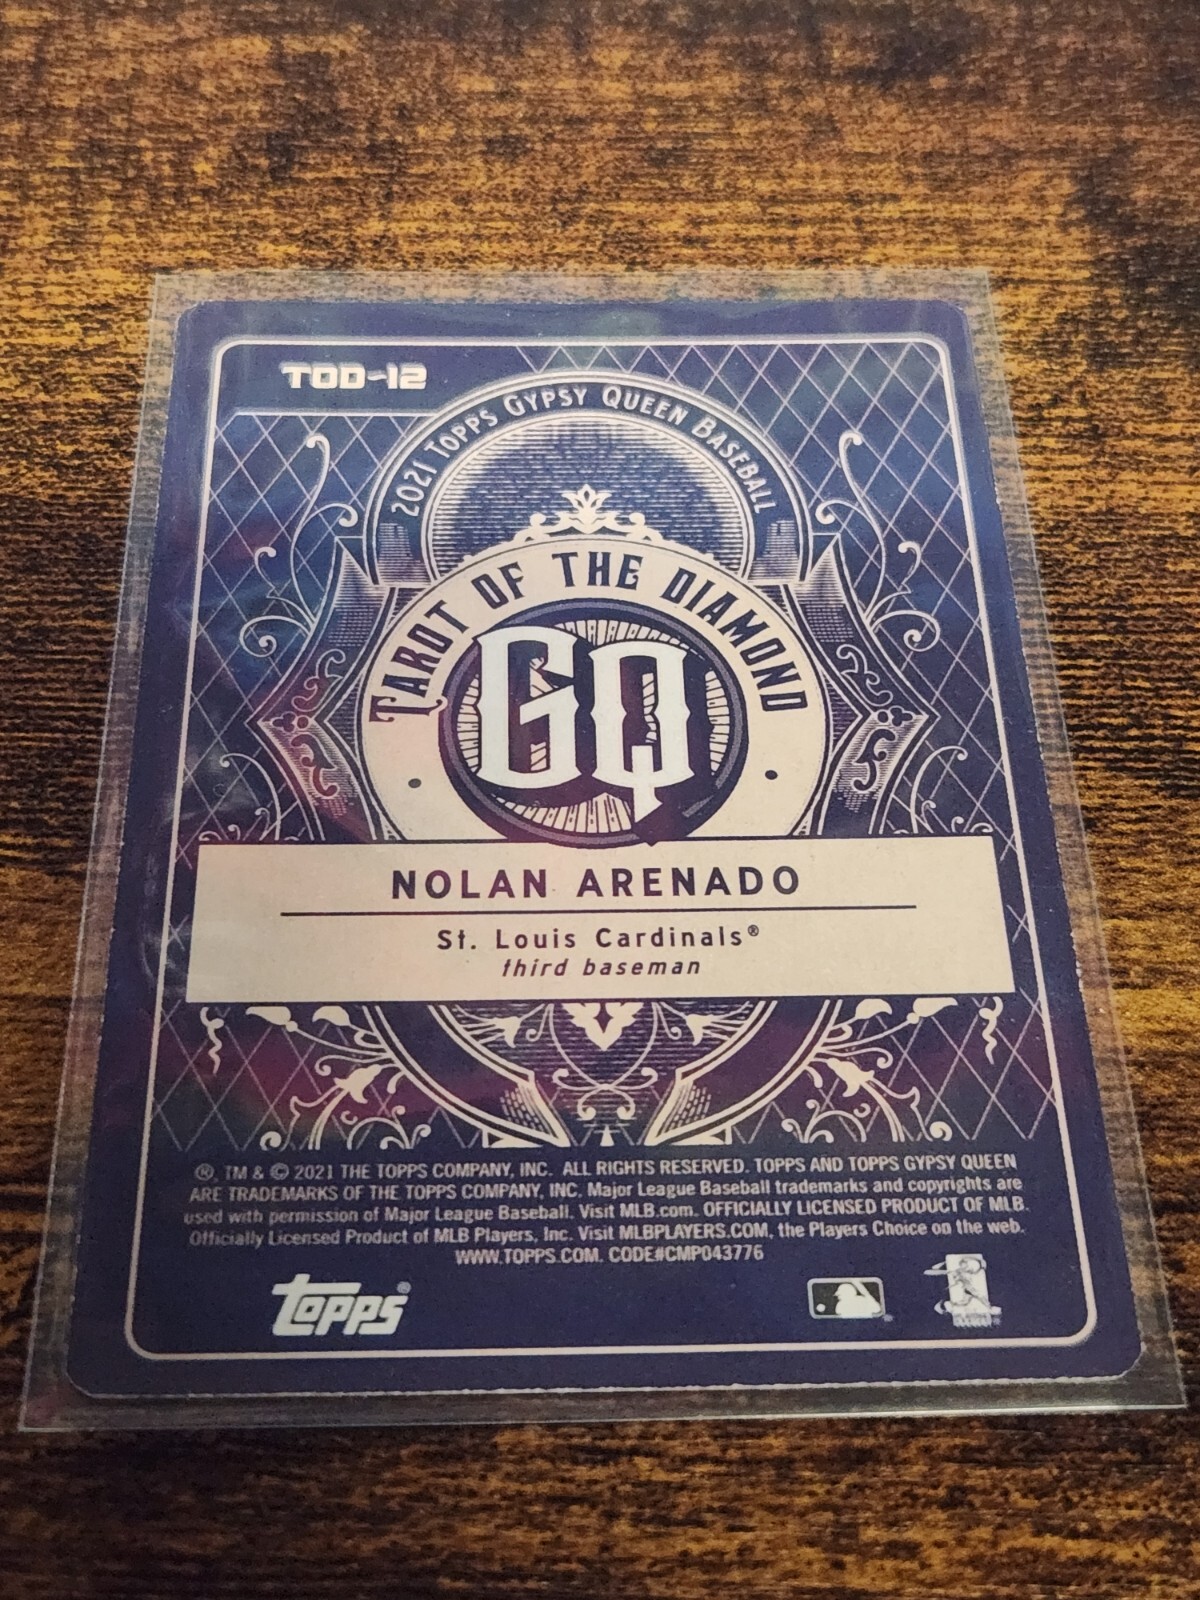 TOD-12
2021 TOPPS GYPSY QUEEN BASEBALL
TAROT OF THE DIAMOND
GQ
NOLAN ARENADO
St. Louis Cardinals®
third baseman
®, TM & © 2021 THE TOPPS COMPANY, INC. ALL RIGHTS RESERVED. TOPPS AND TOPPS GYPSY QUEEN
ARE TRADEMARKS OF THE TOPPS COMPANY, INC. Major League Baseball trademarks and copyrights are
used with permission of Major League Baseball. Visit MLB.com. OFFICIALLY LICENSED PRODUCT OF MLB.
Officially Licensed Product of MLB Players, Inc. Visit MLBPLAYERS.COM, the Players Choice on the web.
WWW.TOPPS.COM. CODE#CMP043776
topps®